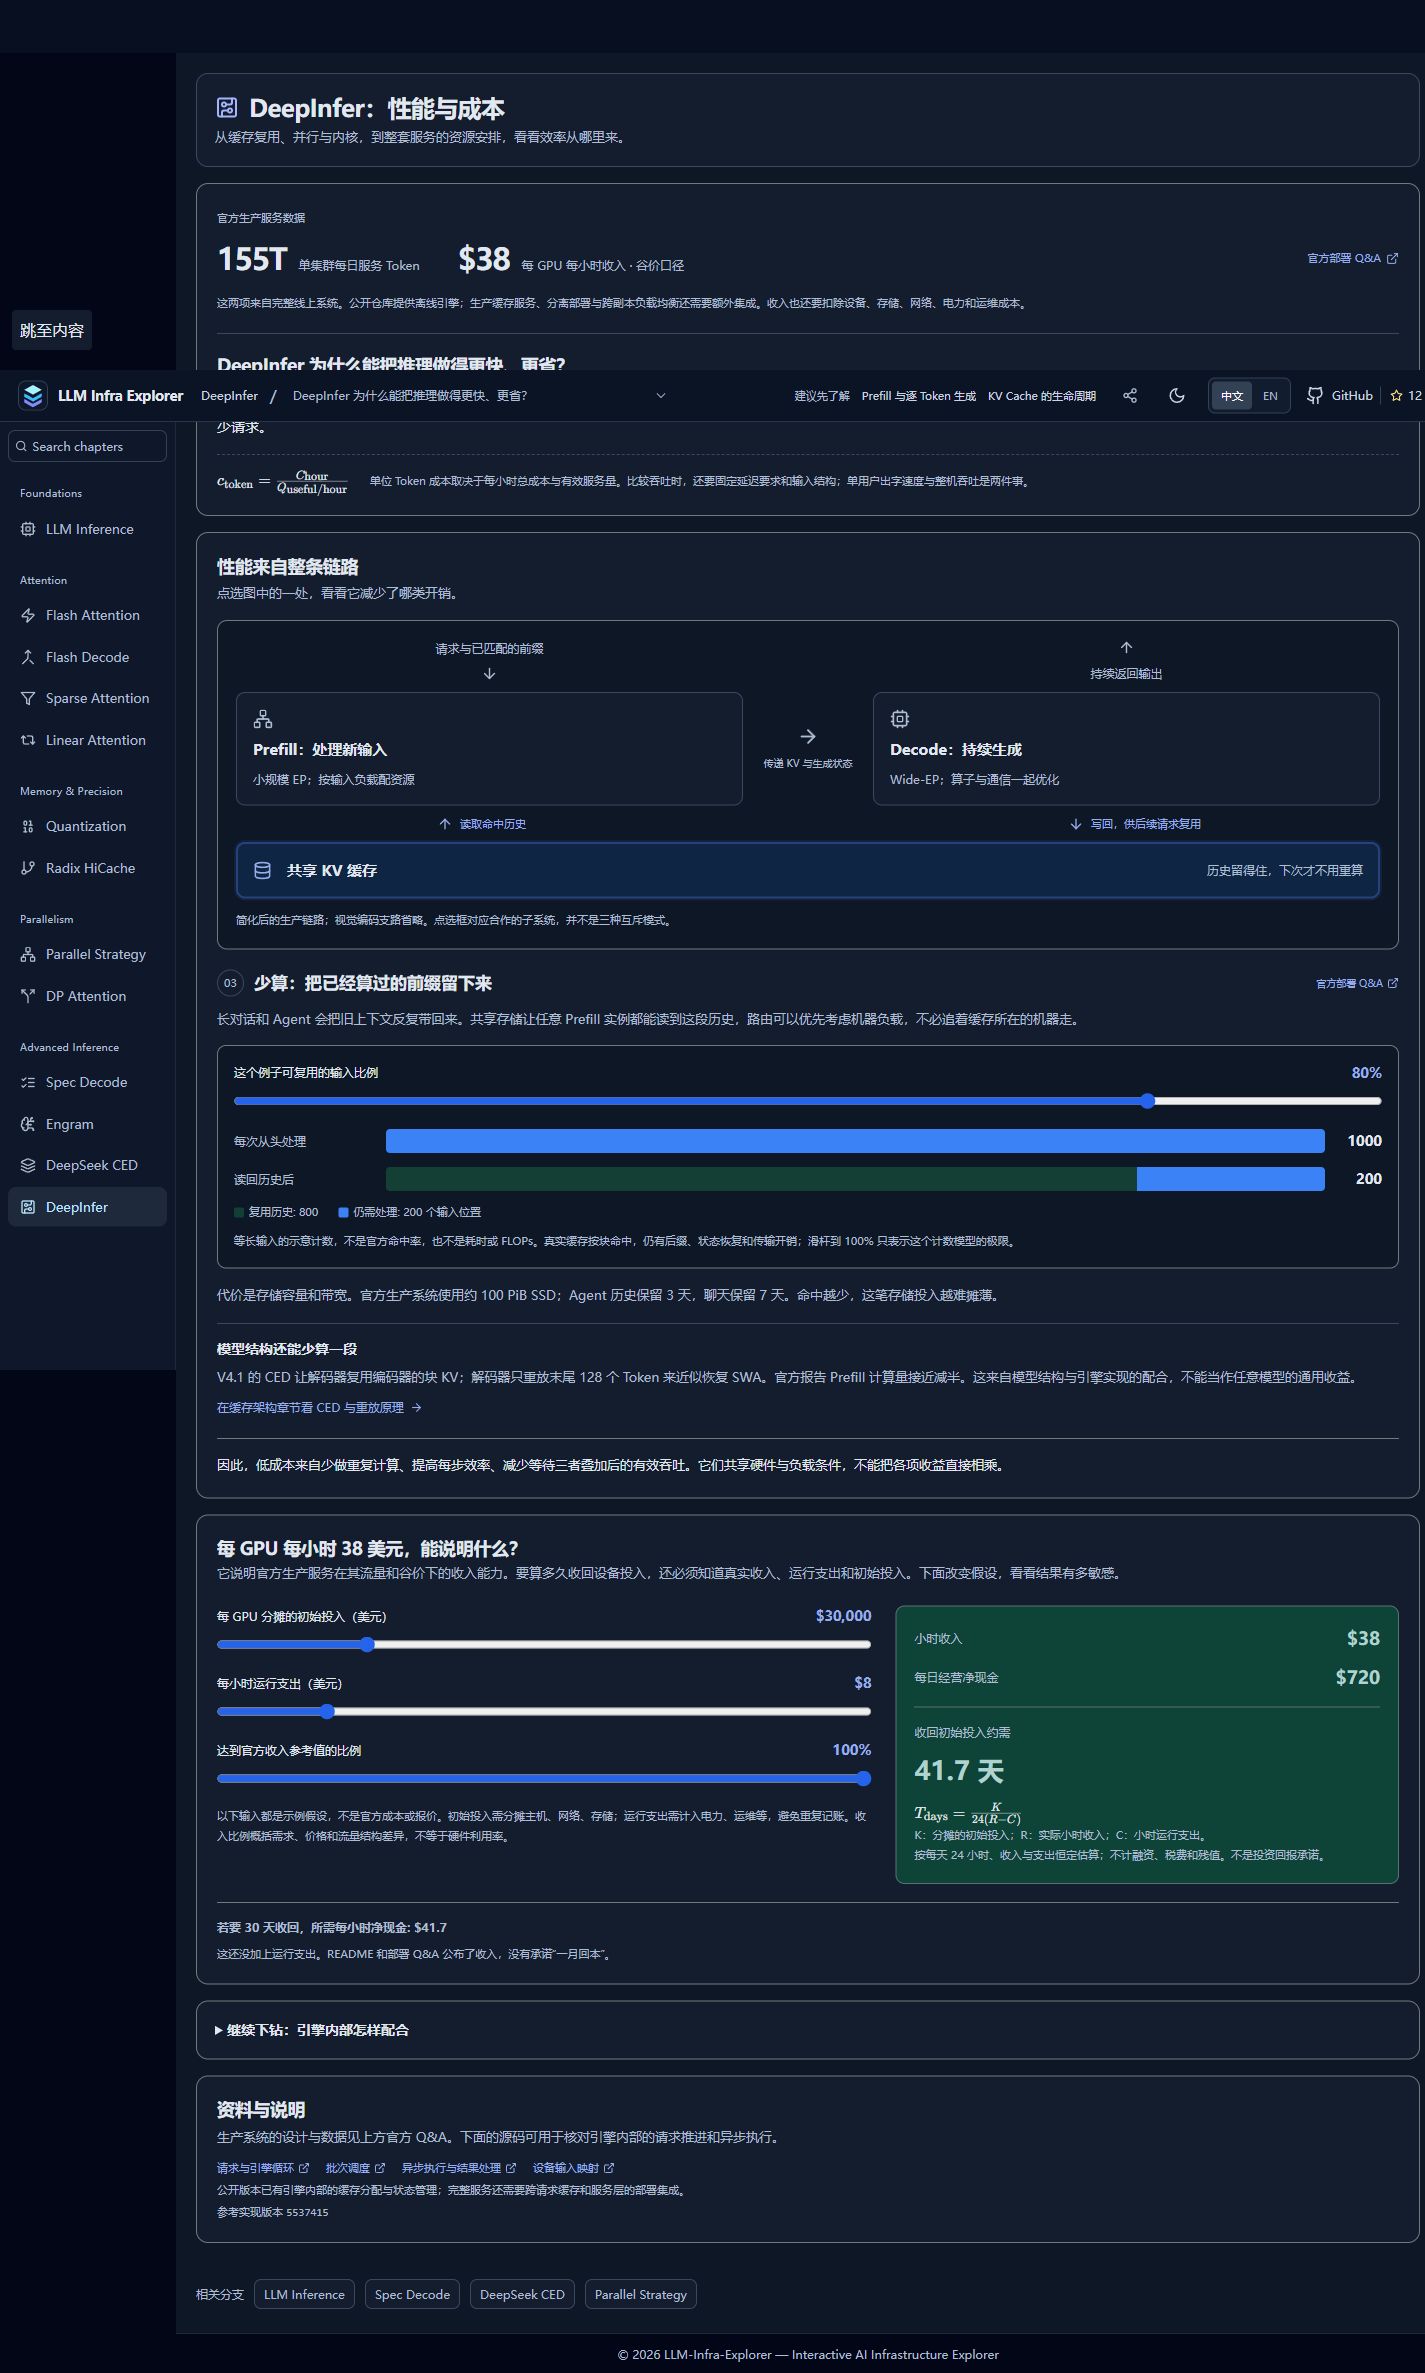 DeepInfer：性能与成本
从缓存复用、并行与内核，到整套服务的资源安排，看看效率从哪里来。
官方生产服务数据
155T 单集群每日服务 Token
$38 每 GPU 每小时收入 · 谷价口径
官方部署 Q&A
这两项来自完整线上系统。公开仓库提供离线引擎；生产缓存服务、分离部署与跨副本负载均衡还需要额外集成。收入也还要扣除设备、存储、网络、电力和运维成本。
跳至内容
DeepInfer 为什么能把推理做得更快、更省？
LLM Infra Explorer
DeepInfer / DeepInfer 为什么能把推理做得更快、更省？
建议先了解 Prefill 与逐 Token 生成 KV Cache 的生命周期
中文 EN
GitHub
12
少请求。
Search chapters
Foundations
LLM Inference
Attention
Flash Attention
Flash Decode
Sparse Attention
Linear Attention
Memory & Precision
Quantization
Radix HiCache
Parallelism
Parallel Strategy
DP Attention
Advanced Inference
Spec Decode
Engram
DeepSeek CED
DeepInfer
c_token = C_hour / Q_useful/hour
单位 Token 成本取决于每小时总成本与有效服务量。比较吞吐时，还要固定延迟要求和输入结构；单用户出字速度与整机吞吐是两件事。
性能来自整条链路
点选图中的一处，看看它减少了哪类开销。
请求与已匹配的前缀
持续返回输出
Prefill：处理新输入
小规模 EP；按输入负载配资源
传递 KV 与生成状态
Decode：持续生成
Wide-EP；算子与通信一起优化
读取命中历史
写回，供后续请求复用
共享 KV 缓存
历史留得住，下次才不用重算
简化后的生产链路；视觉编码支路省略。点选框对应合作的子系统，并不是三种互斥模式。
03 少算：把已经算过的前缀留下来
官方部署 Q&A
长对话和 Agent 会把旧上下文反复带回来。共享存储让任意 Prefill 实例都能读到这段历史，路由可以优先考虑机器负载，不必追着缓存所在的机器走。
这个例子可复用的输入比例 80%
每次从头处理 1000
读回历史后 200
复用历史: 800 仍需处理: 200 个输入位置
等长输入的示意计数，不是官方命中率，也不是耗时或 FLOPs。真实缓存按块命中，仍有后缀、状态恢复和传输开销；滑杆到 100% 只表示这个计数模型的极限。
代价是存储容量和带宽。官方生产系统使用约 100 PiB SSD；Agent 历史保留 3 天，聊天保留 7 天。命中越少，这笔存储投入越难摊薄。
模型结构还能少算一段
V4.1 的 CED 让解码器复用编码器的块 KV；解码器只重放末尾 128 个 Token 来近似恢复 SWA。官方报告 Prefill 计算量接近减半。这来自模型结构与引擎实现的配合，不能当作任意模型的通用收益。
在缓存架构章节看 CED 与重放原理 →
因此，低成本来自少做重复计算、提高每步效率、减少等待三者叠加后的有效吞吐。它们共享硬件与负载条件，不能把各项收益直接相乘。
每 GPU 每小时 38 美元，能说明什么？
它说明官方生产服务在其流量和谷价下的收入能力。要算多久收回设备投入，还必须知道真实收入、运行支出和初始投入。下面改变假设，看看结果有多敏感。
每 GPU 分摊的初始投入（美元） $30,000
每小时运行支出（美元） $8
达到官方收入参考值的比例 100%
以下输入都是示例假设，不是官方成本或报价。初始投入需分摊主机、网络、存储；运行支出需计入电力、运维等，避免重复记账。收
入比例概括需求、价格和流量结构差异，不等于硬件利用率。
小时收入 $38
每日经营净现金 $720
收回初始投入约需
41.7 天
T_days = K / 24(R−C)
K：分摊的初始投入；R：实际小时收入；C：小时运行支出。
按每天 24 小时、收入与支出恒定估算；不计融资、税费和残值。不是投资回报承诺。
若要 30 天收回，所需每小时净现金: $41.7
这还没加上运行支出。README 和部署 Q&A 公布了收入，没有承诺“一月回本”。
继续下钻：引擎内部怎样配合
资料与说明
生产系统的设计与数据见上方官方 Q&A。下面的源码可用于核对引擎内部的请求推进和异步执行。
请求与引擎循环 批次调度 异步执行与结果处理 设备输入映射
公开版本已有引擎内部的缓存分配与状态管理；完整服务还需要跨请求缓存和服务层的部署集成。
参考实现版本 5537415
相关分支 LLM Inference Spec Decode DeepSeek CED Parallel Strategy
© 2026 LLM-Infra-Explorer — Interactive AI Infrastructure Explorer